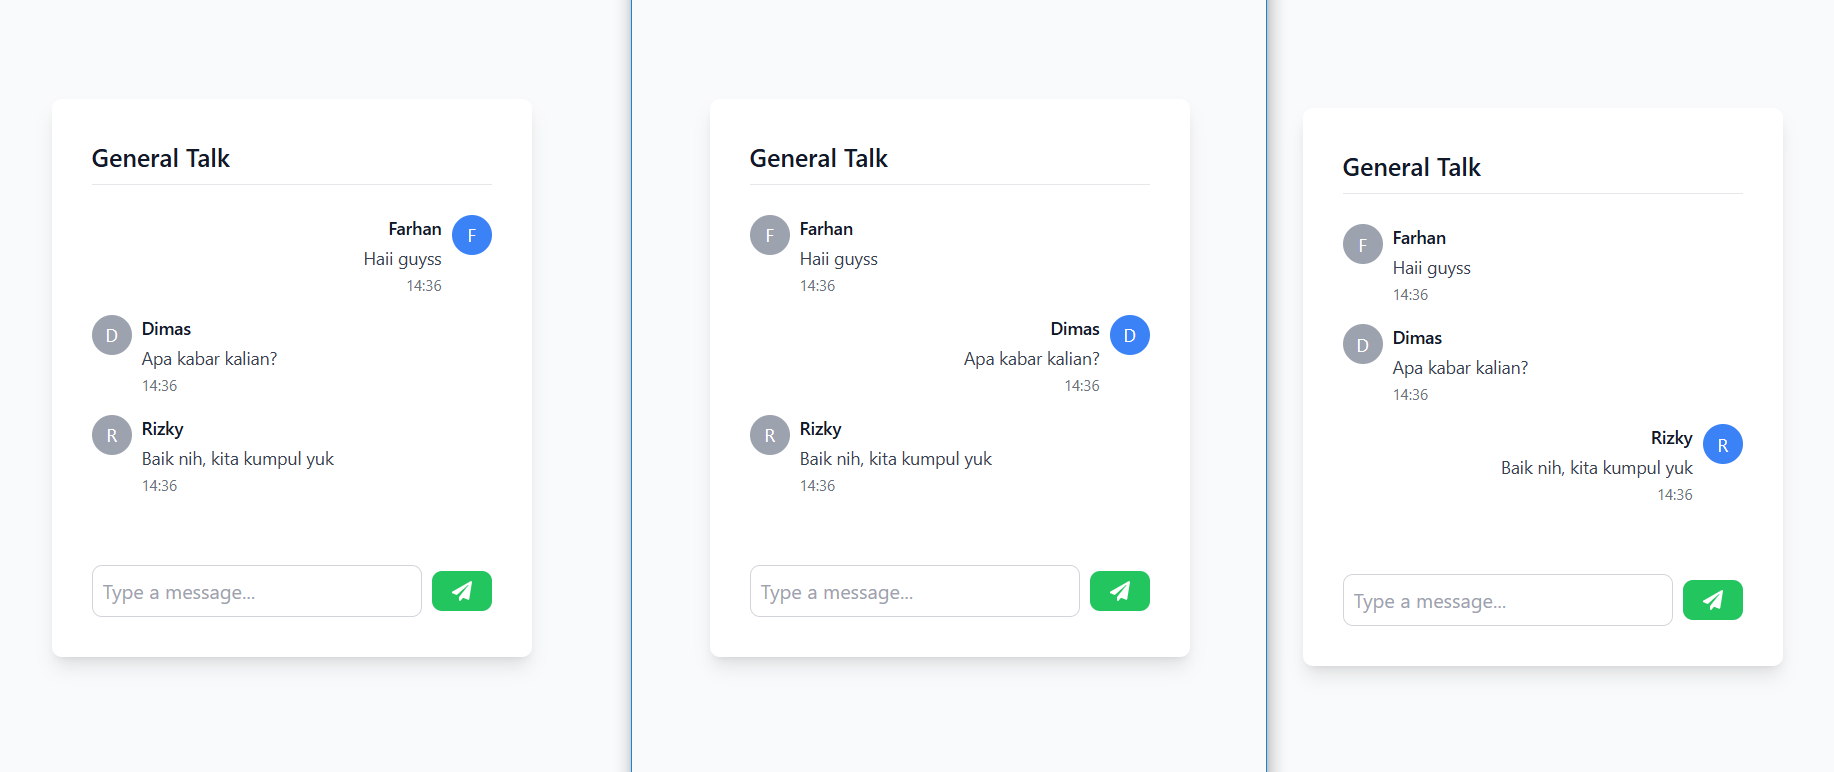 General Talk
Farhan
F
Haii guyss
14:36
D
Dimas
Apa kabar kalian?
14:36
R
Rizky
Baik nih, kita kumpul yuk
14:36
Type a message...
General Talk
F
Farhan
Haii guyss
14:36
Dimas
D
Apa kabar kalian?
14:36
R
Rizky
Baik nih, kita kumpul yuk
14:36
Type a message...
General Talk
F
Farhan
Haii guyss
14:36
D
Dimas
Apa kabar kalian?
14:36
Rizky
R
Baik nih, kita kumpul yuk
14:36
Type a message...